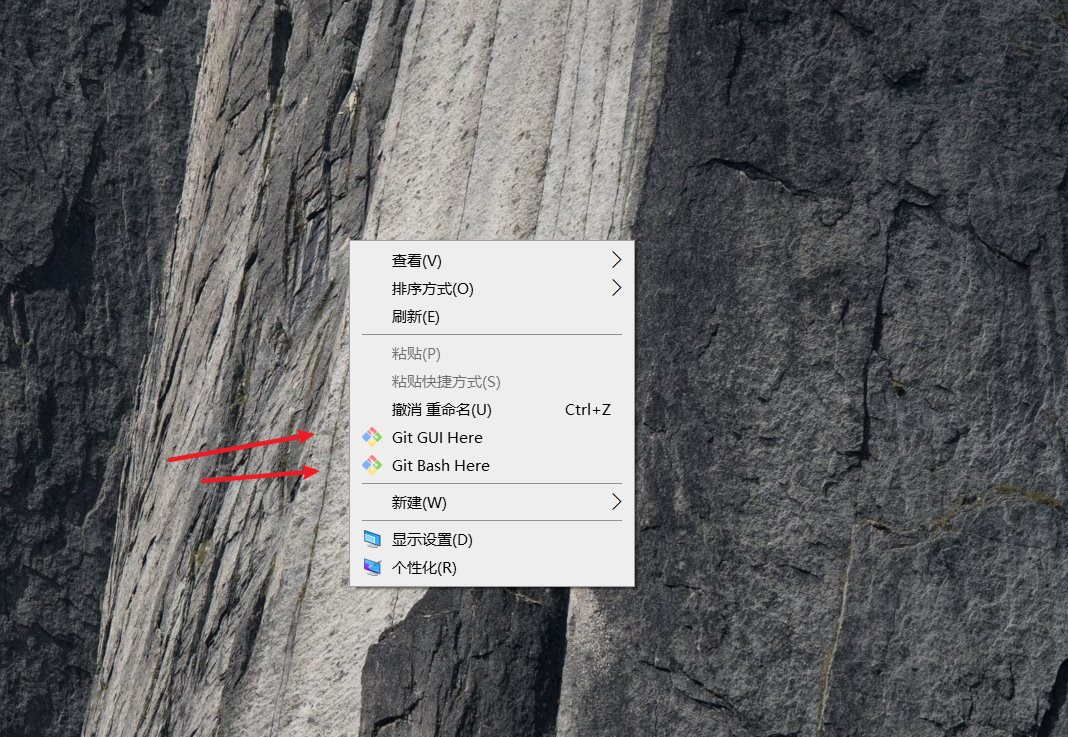 查看(V)
排序方式(O)
刷新(E)
粘贴(P)
粘贴快捷方式(S)
撤消 重命名(U) Ctrl+Z
Git GUI Here
Git Bash Here
新建(W)
显示设置(D)
个性化(R)